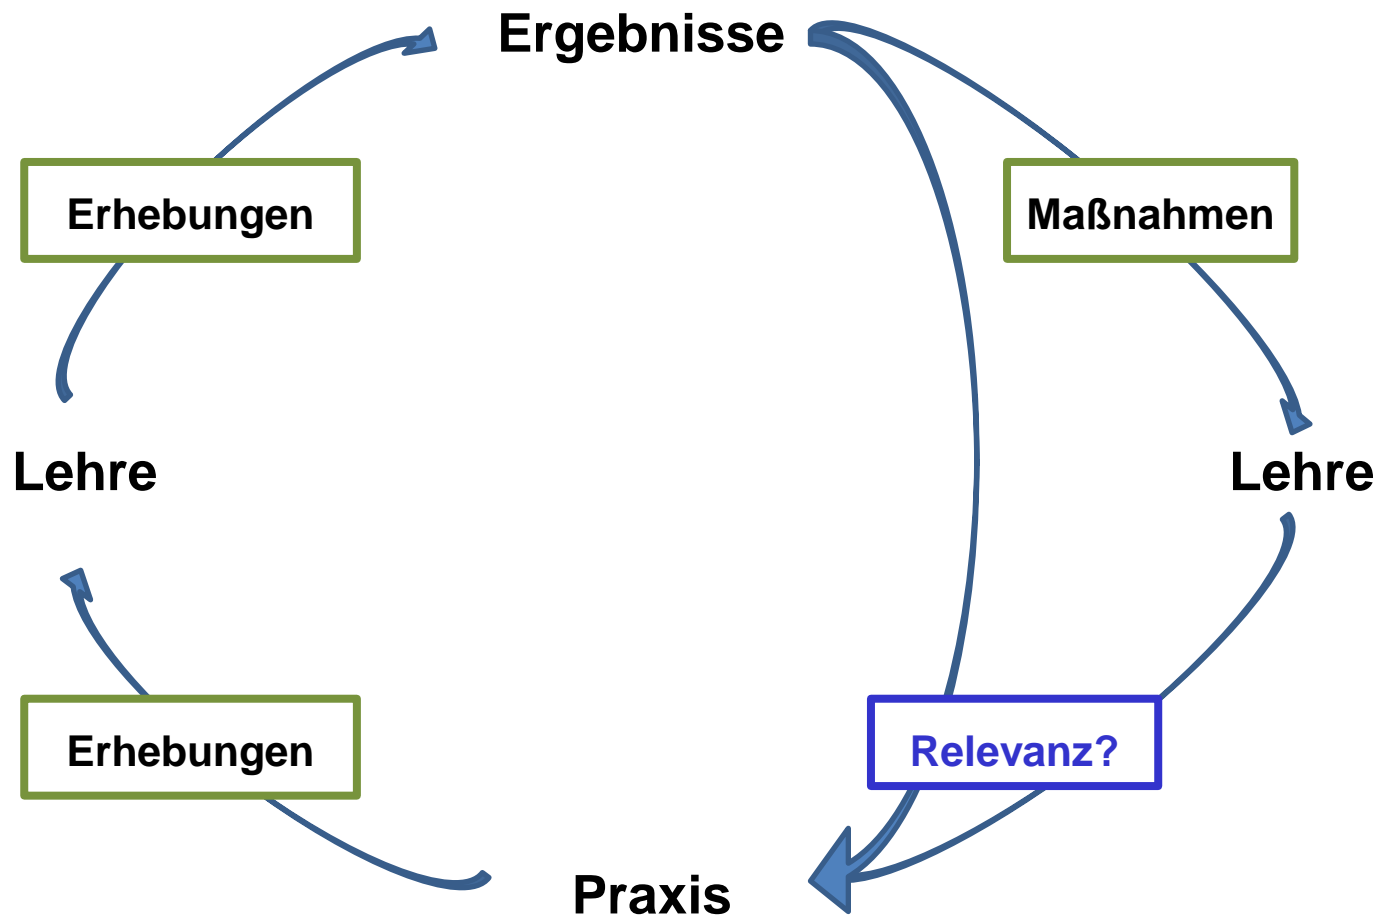 Ergebnisse
Erhebungen
Maßnahmen
Lehre
Lehre
Erhebungen
Relevanz?
Praxis